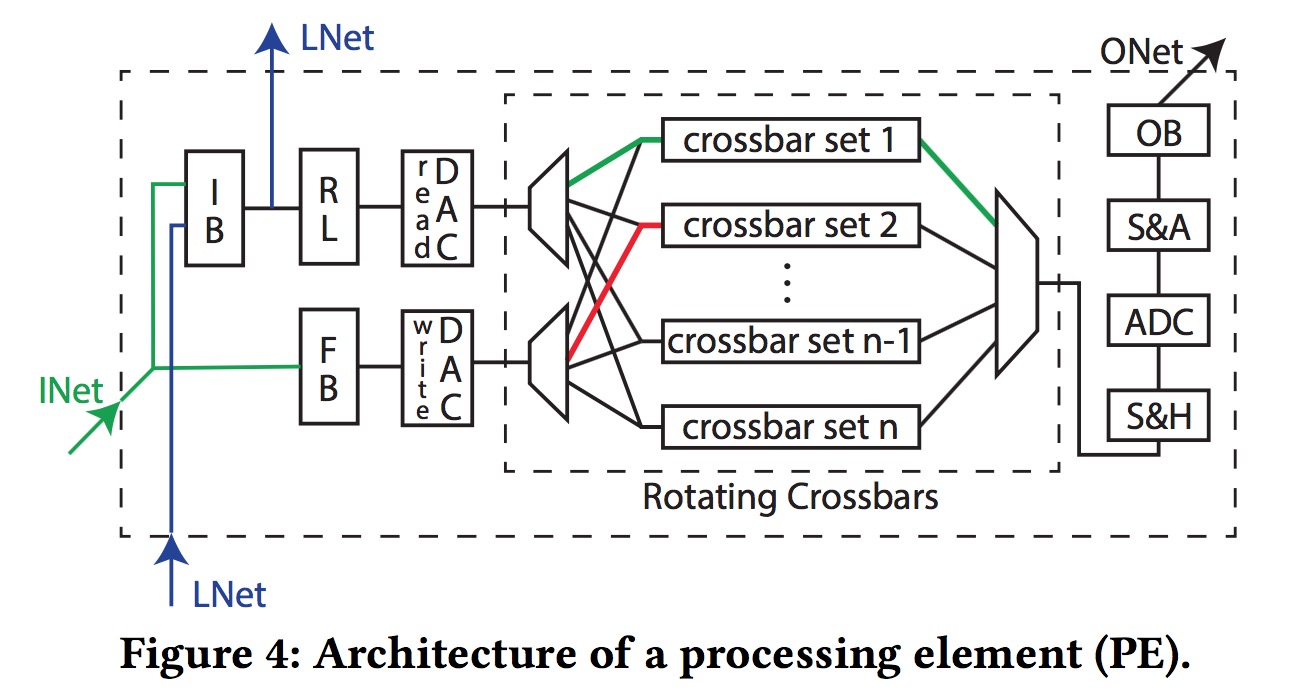 LNet
ONet
IB
RL
read DAC
crossbar set 1
crossbar set 2
crossbar set n-1
crossbar set n
OB
S&A
ADC
S&H
FB
write DAC
INet
Rotating Crossbars
LNet
Figure 4: Architecture of a processing element (PE).